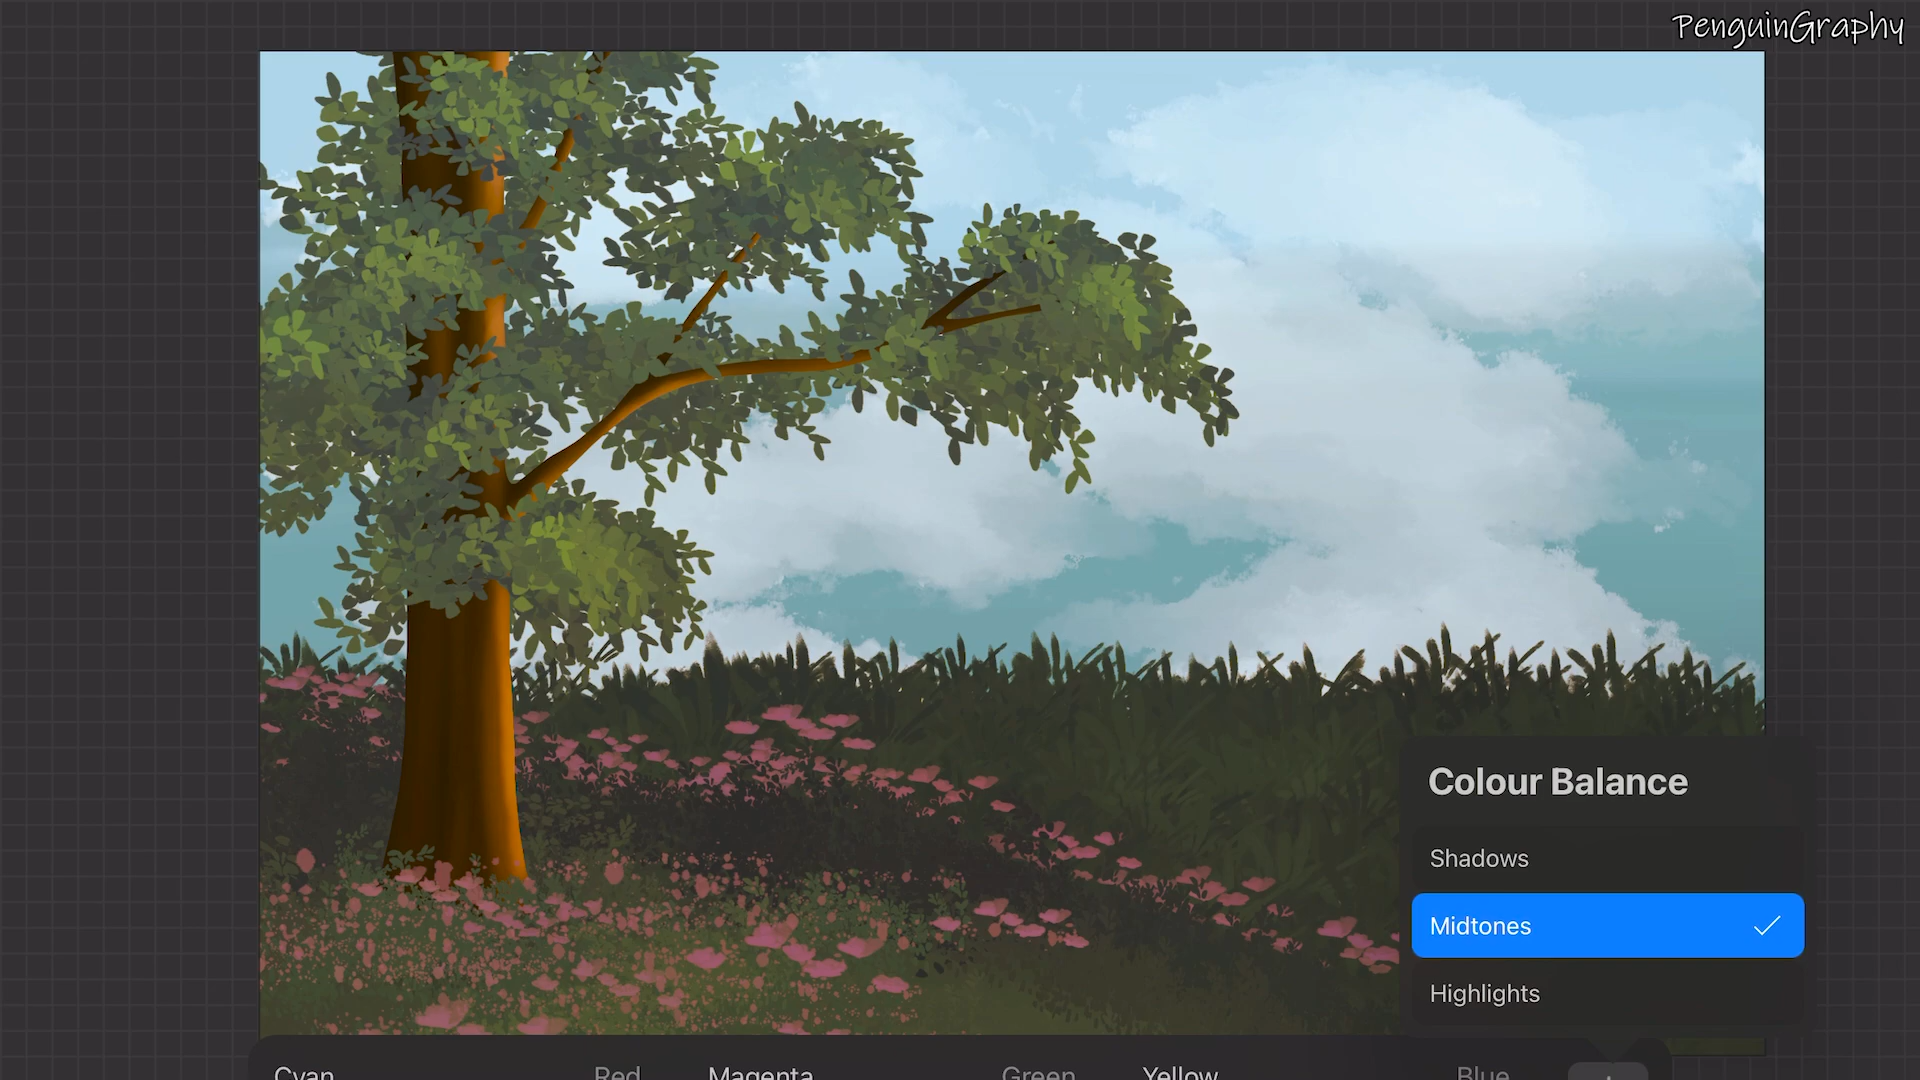 PenguinGraphy
Colour Balance
Shadows
Midtones
Highlights
Cyan Red Magenta Green Yellow Blue